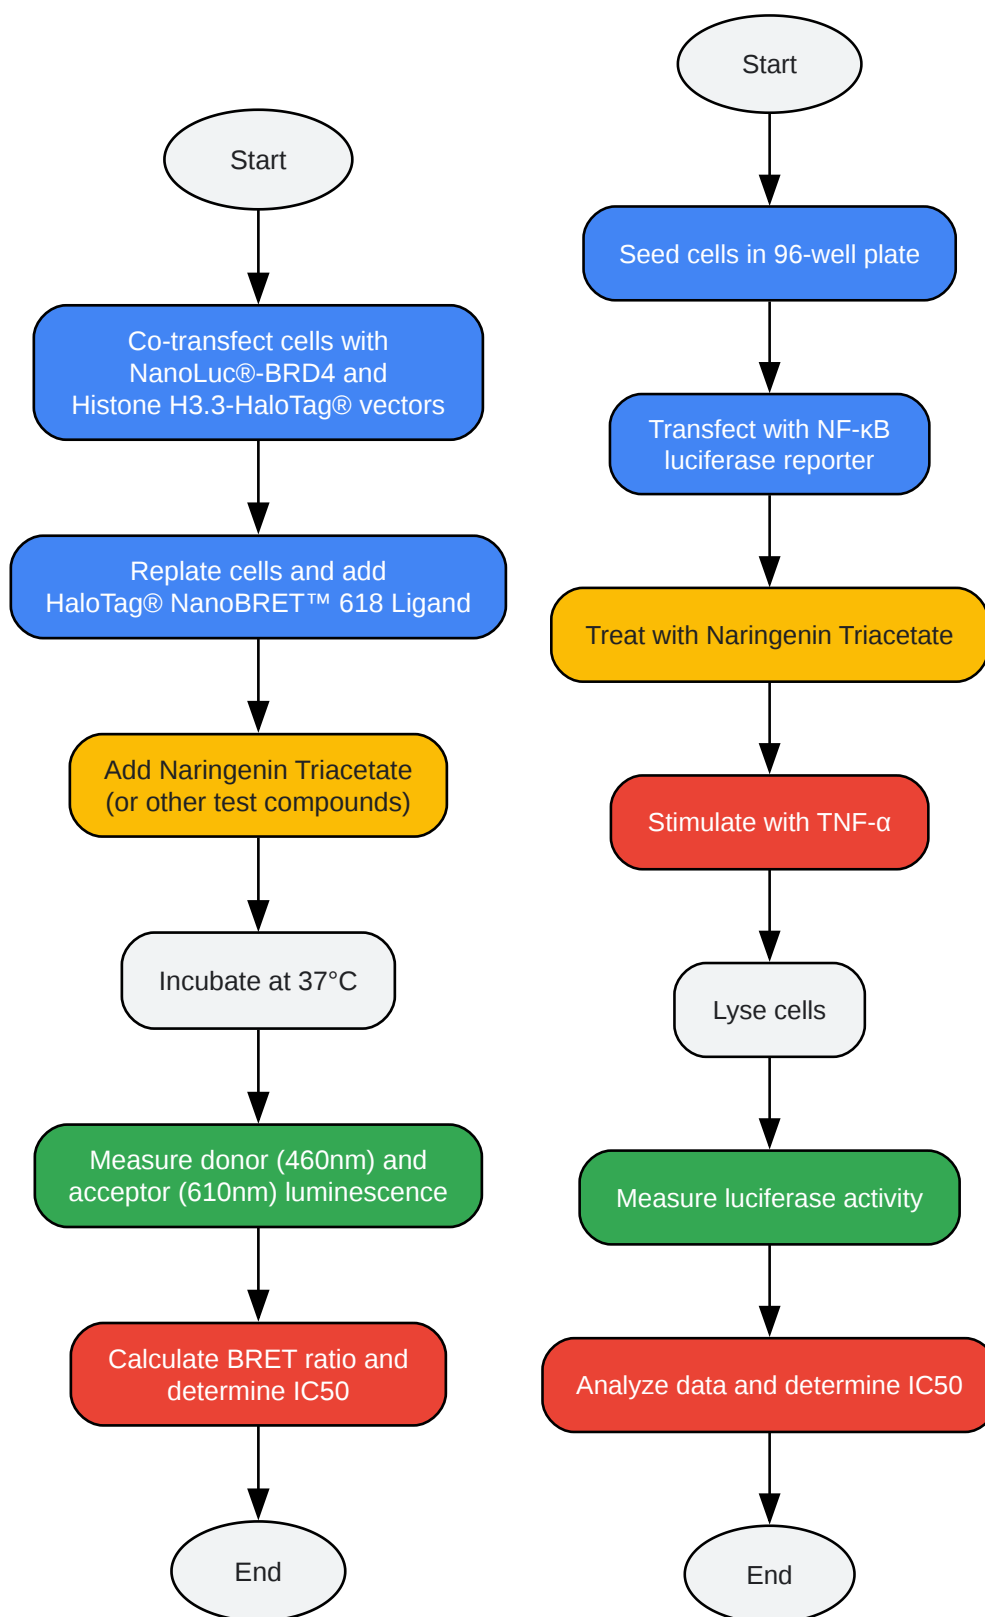 Start
Co-transfect cells with
NanoLuc®-BRD4 and
Histone H3.3-HaloTag® vectors
Replate cells and add
HaloTag® NanoBRET™ 618 Ligand
Add Naringenin Triacetate
(or other test compounds)
Incubate at 37°C
Measure donor (460nm) and
acceptor (610nm) luminescence
Calculate BRET ratio and
determine IC50
End
Start
Seed cells in 96-well plate
Transfect with NF-κB
luciferase reporter
Treat with Naringenin Triacetate
Stimulate with TNF-α
Lyse cells
Measure luciferase activity
Analyze data and determine IC50
End